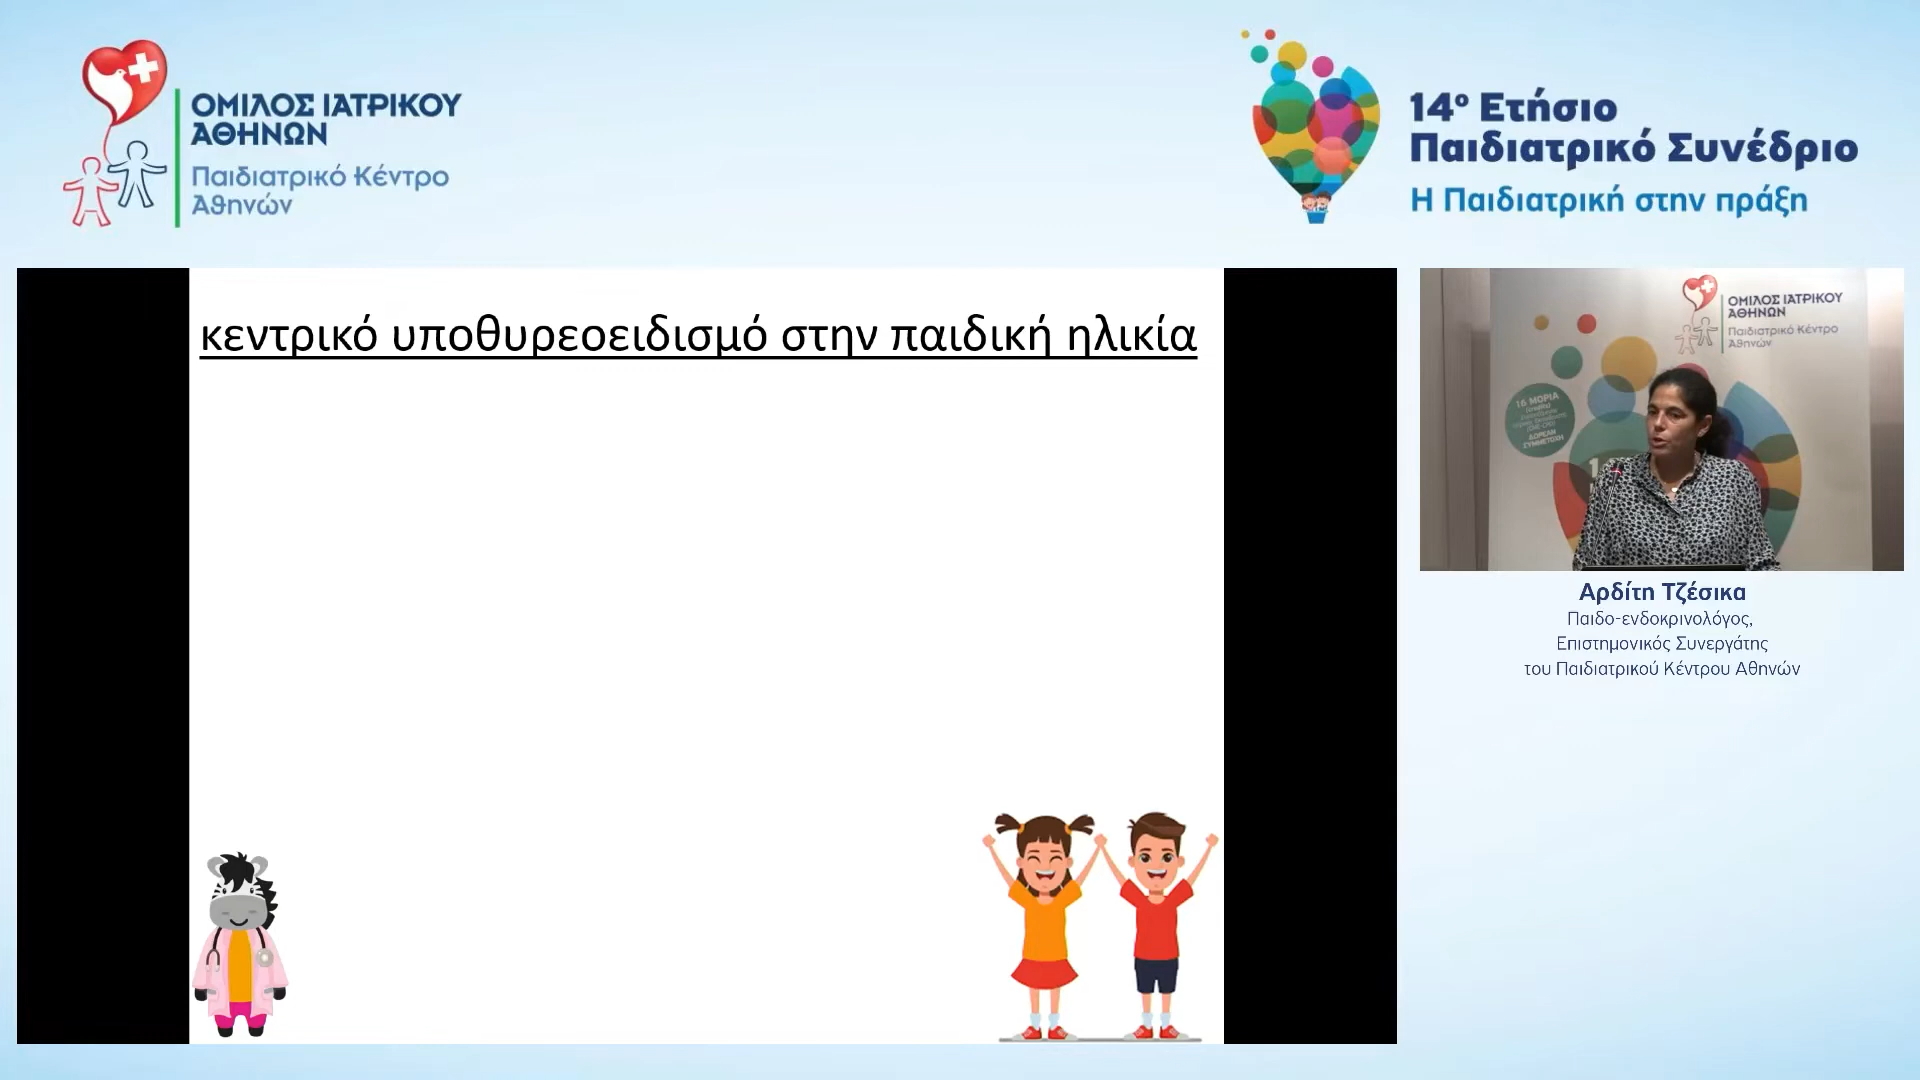 ΟΜΙΛΟΣ ΙΑΤΡΙΚΟΥ
ΑΘΗΝΩΝ
Παιδιατρικό Κέντρο
Αθηνών
14ο Ετήσιο
Παιδιατρικό Συνέδριο
Η Παιδιατρική στην πράξη
κεντρικό υποθυρεοειδισμό στην παιδική ηλικία
ΟΜΙΛΟΣ ΙΑΤΡΙΚΟΥ
ΑΘΗΝΩΝ
Παιδιατρικό Κέντρο
Αθηνών
16 ΜΟΡΙΑ
ΔΩΡΕΑΝ
ΣΥΜΜΕΤΟΧΗ
Αρδίτη Τζέσικα
Παιδο-ενδοκρινολόγος,
Επιστημονικός Συνεργάτης
του Παιδιατρικού Κέντρου Αθηνών